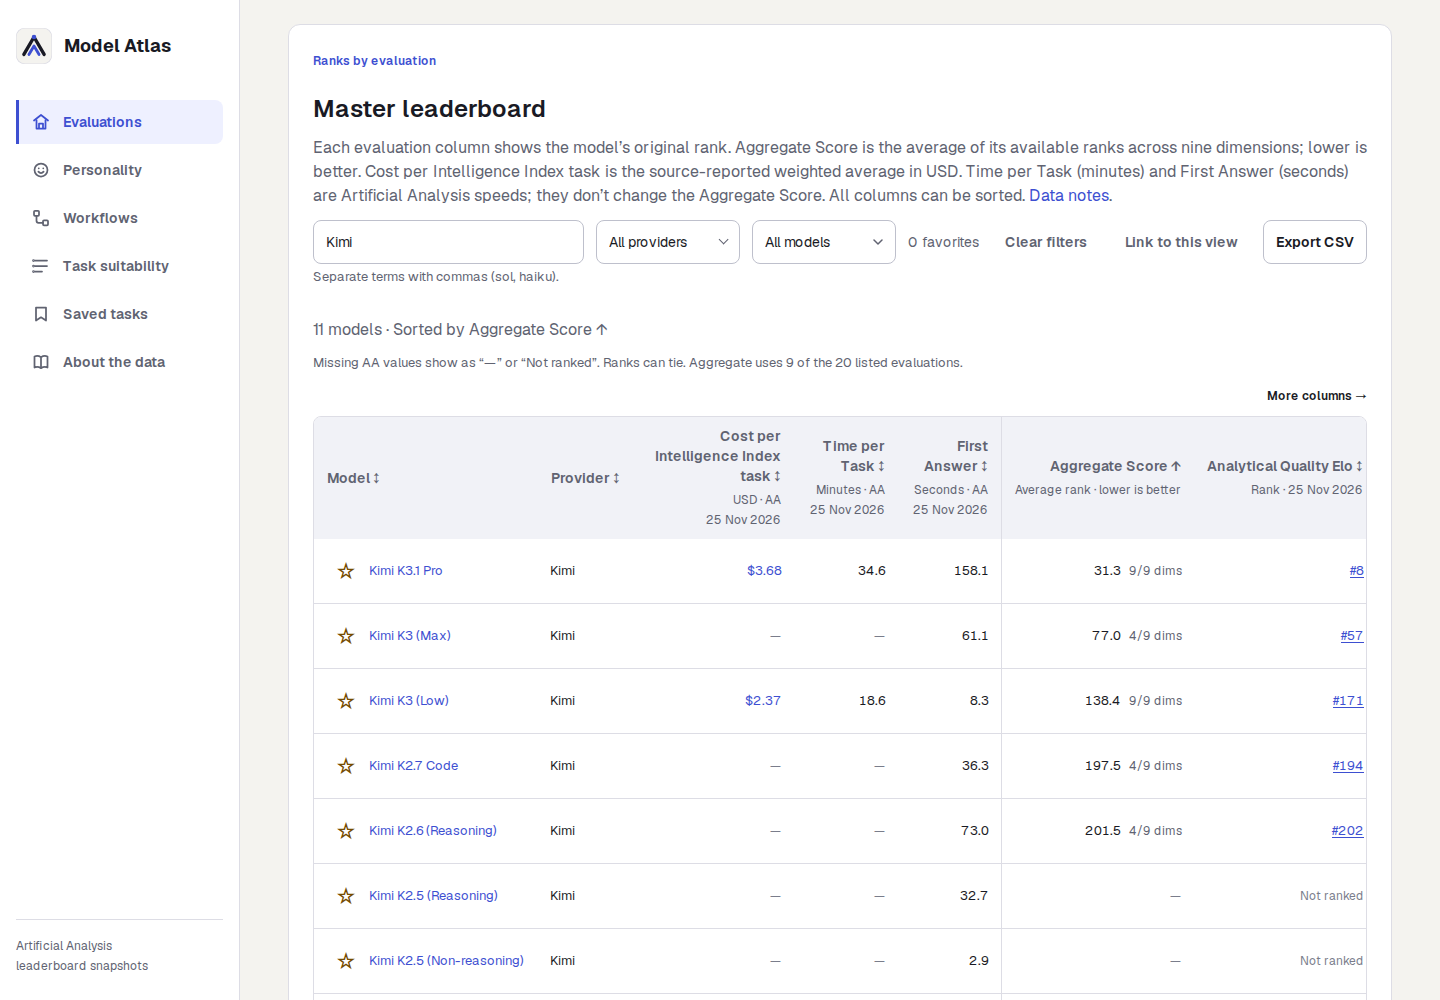 Model Atlas
Evaluations
Personality
Workflows
Task suitability
Saved tasks
About the data
Artificial Analysis
leaderboard snapshots
Ranks by evaluation
Master leaderboard
Each evaluation column shows the model’s original rank. Aggregate Score is the average of its available ranks across nine dimensions; lower is
better. Cost per Intelligence Index task is the source-reported weighted average in USD. Time per Task (minutes) and First Answer (seconds)
are Artificial Analysis speeds; they don’t change the Aggregate Score. All columns can be sorted. Data notes.
Kimi All providers All models 0 favorites Clear filters Link to this view Export CSV
Separate terms with commas (sol, haiku).
11 models · Sorted by Aggregate Score ↑
Missing AA values show as “—” or “Not ranked”. Ranks can tie. Aggregate uses 9 of the 20 listed evaluations.
More columns →
Model ↕ Provider ↕ Cost per Intelligence Index task ↕ USD · AA 25 Nov 2026 Time per Task ↕ Minutes · AA 25 Nov 2026 First Answer ↕ Seconds · AA 25 Nov 2026 Aggregate Score ↑ Average rank · lower is better Analytical Quality Elo ↕ Rank · 25 Nov 2026
Kimi K3.1 Pro Kimi $3.68 34.6 158.1 31.3 9/9 dims #8
Kimi K3 (Max) Kimi — — 61.1 77.0 4/9 dims #57
Kimi K3 (Low) Kimi $2.37 18.6 8.3 138.4 9/9 dims #171
Kimi K2.7 Code Kimi — — 36.3 197.5 4/9 dims #194
Kimi K2.6 (Reasoning) Kimi — — 73.0 201.5 4/9 dims #202
Kimi K2.5 (Reasoning) Kimi — — 32.7 — Not ranked
Kimi K2.5 (Non-reasoning) Kimi — — 2.9 — Not ranked